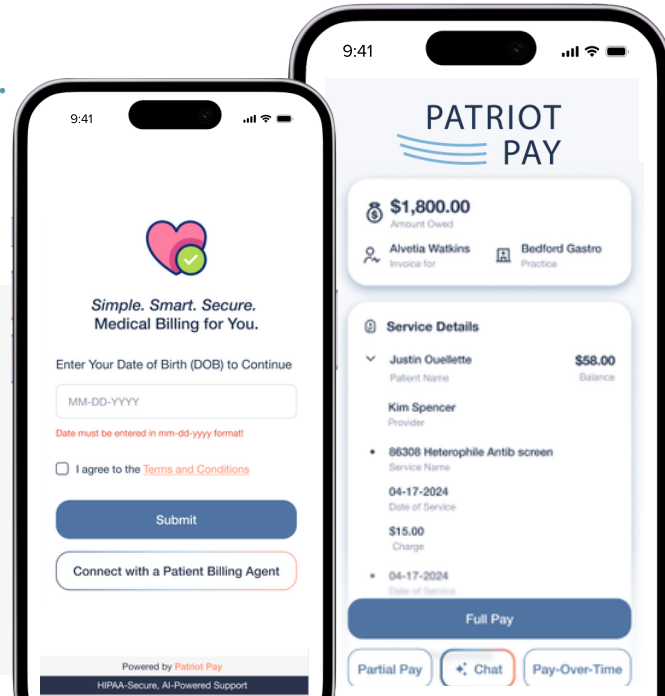 9:41
Simple. Smart. Secure.
Medical Billing for You.
Enter Your Date of Birth (DOB) to Continue
MM-DD-YYYY
Date must be entered in mm-dd-yyy format!
I agree to the Terms and Conditions
Submit
Connect with a Patient Billing Agent
Powered by Patriot Pay
HIPAA-Secure, AI-Powered Support
9:41
PATRIOT
PAY
$1,800.00
Amount Owed
Alvetia Watkins
Invoice for
Bedford Gastro
Practice
Service Details
Justin Ouellette
$58.00
Patient Name
Balance
Kim Spencer
Provider
86308 Heterophile Antib screen
Service Name
04-17-2024
Date of Service
$15.00
Charge
04-17-2024
Date of Service
Full Pay
Partial Pay
Chat
Pay-Over-Time